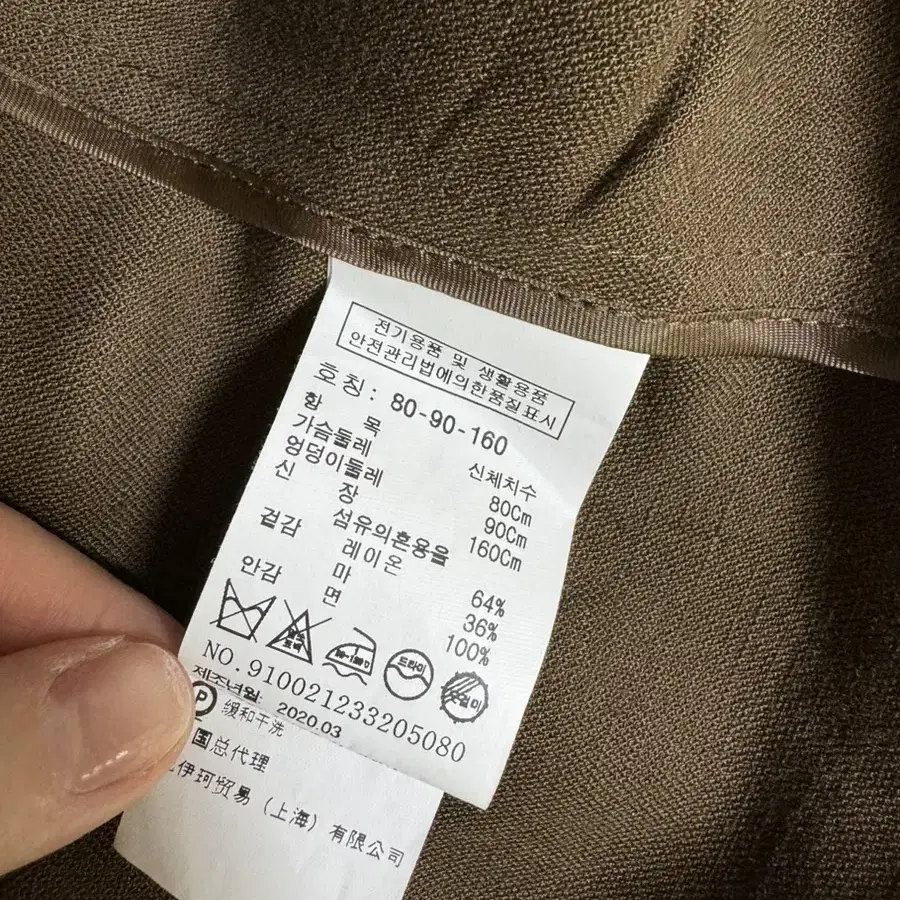 전기용품 및 생활용품
안전관리법에의한품질표시
호칭: 80-90-160
항 목 신체치수
가슴둘레 80Cm
엉덩이둘레 90Cm
신 장 160Cm
섬유의혼용율
겉감 레이온 64%
마 36%
안감 면 100%
드라이
NO.9100212332050​80
제조년월: 2020.03
P 缓和干洗
国总代理
伊珂贸易(上海)有限公司